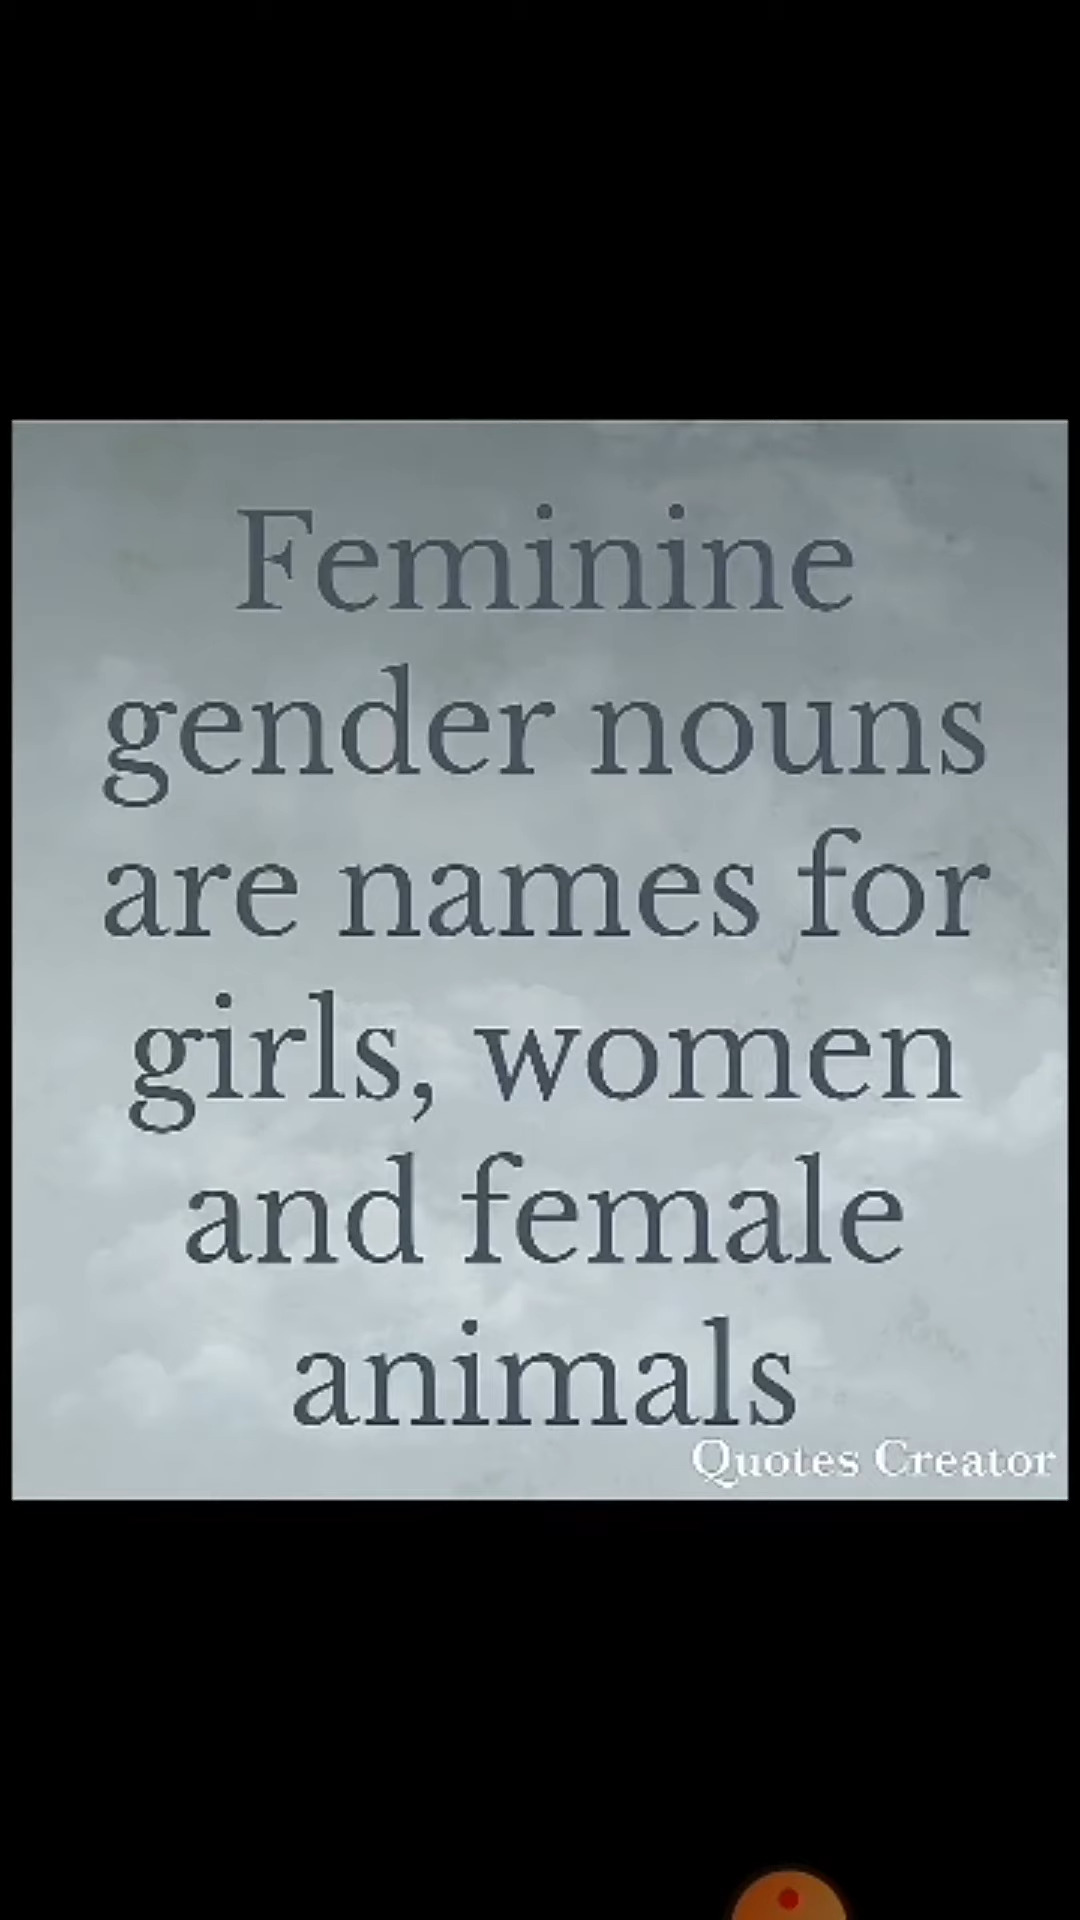 Feminine
gender nouns
are names for
girls, women
and female
animals
Quotes Creator